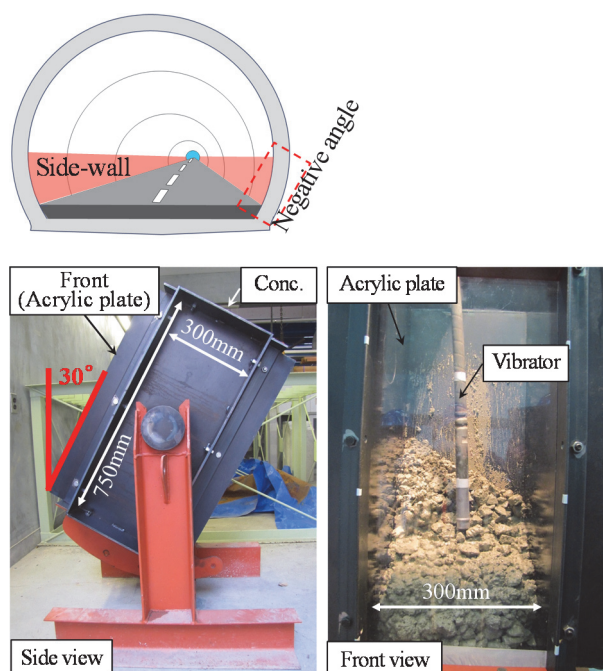 Side-wall
Negative angle
Front
(Acrylic plate)
Conc.
300mm
30°
750mm
Side view
Acrylic plate
Vibrator
300mm
Front view